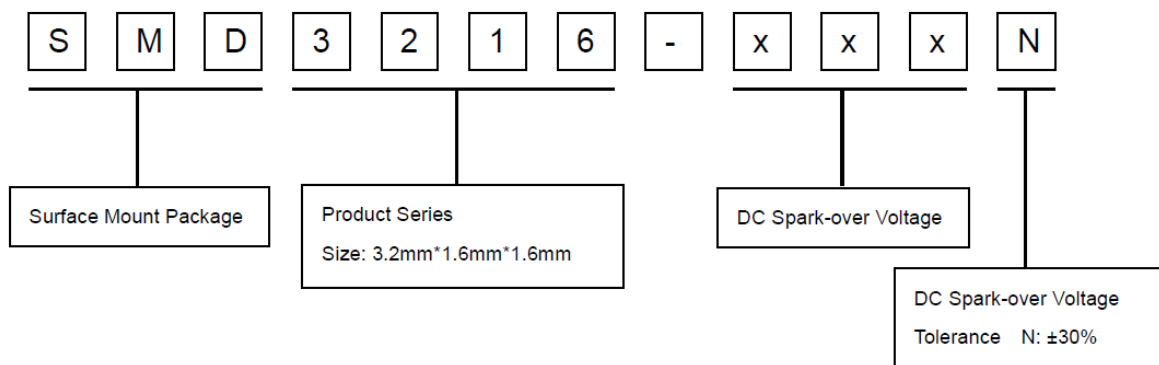 S M D 3 2 1 6 - x x x N
Surface Mount Package
Product Series
Size: 3.2mm*1.6mm*1.6mm
DC Spark-over Voltage
DC Spark-over Voltage
Tolerance N: ±30%